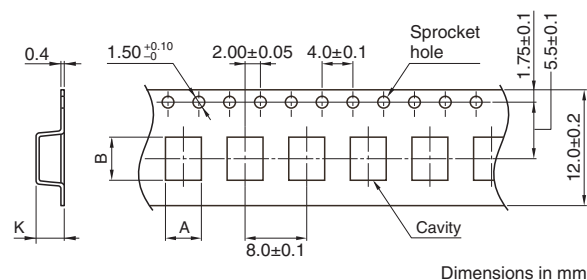 0.4
1.50 +0.10 −0
2.00±0.05
4.0±0.1
Sprocket
hole
1.75±0.1
5.5±0.1
12.0±0.2
B
K
A
8.0±0.1
Cavity
Dimensions in mm